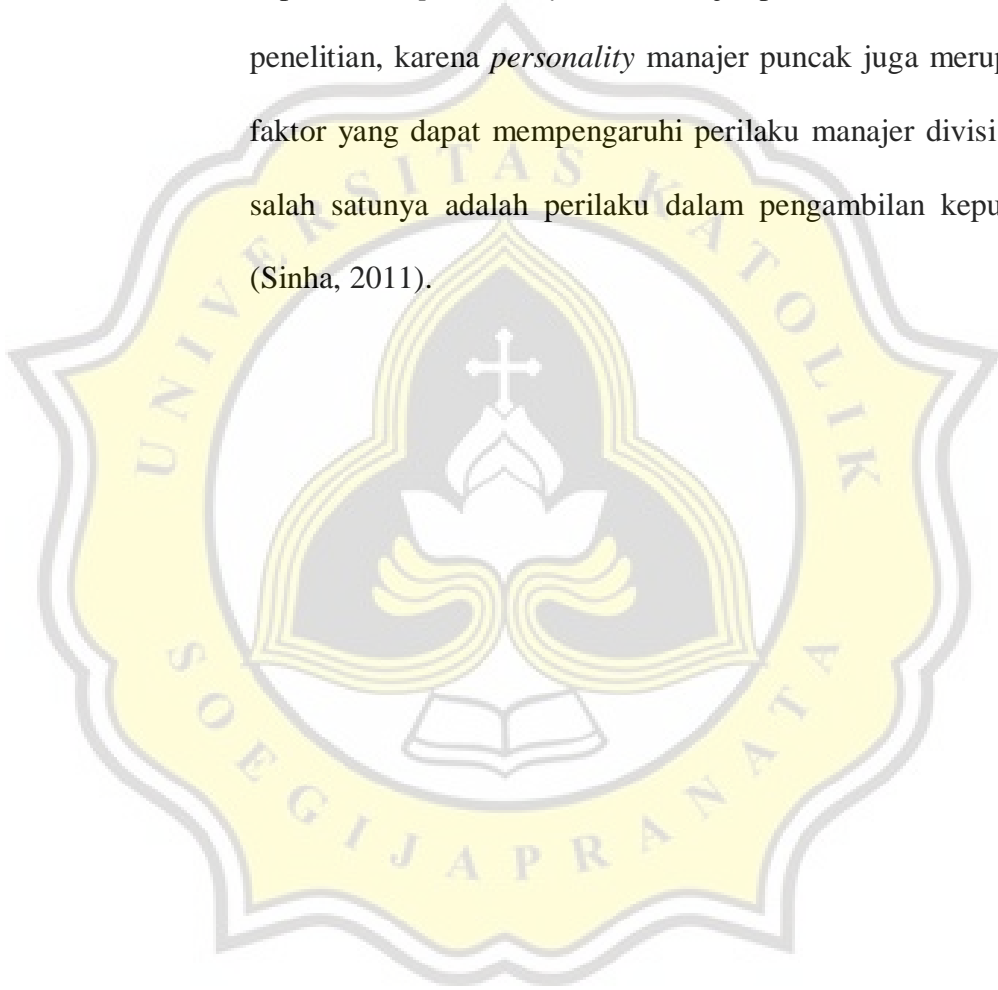 penelitian, karena personality manajer puncak juga
faktor yang dapat mempengaruhi perilaku manajer divisi
salah satunya adalah perilaku dalam pengambilan
(Sinha, 2011).
UNIVERSITAS KATOLIK
SOEGIJAPRANATA